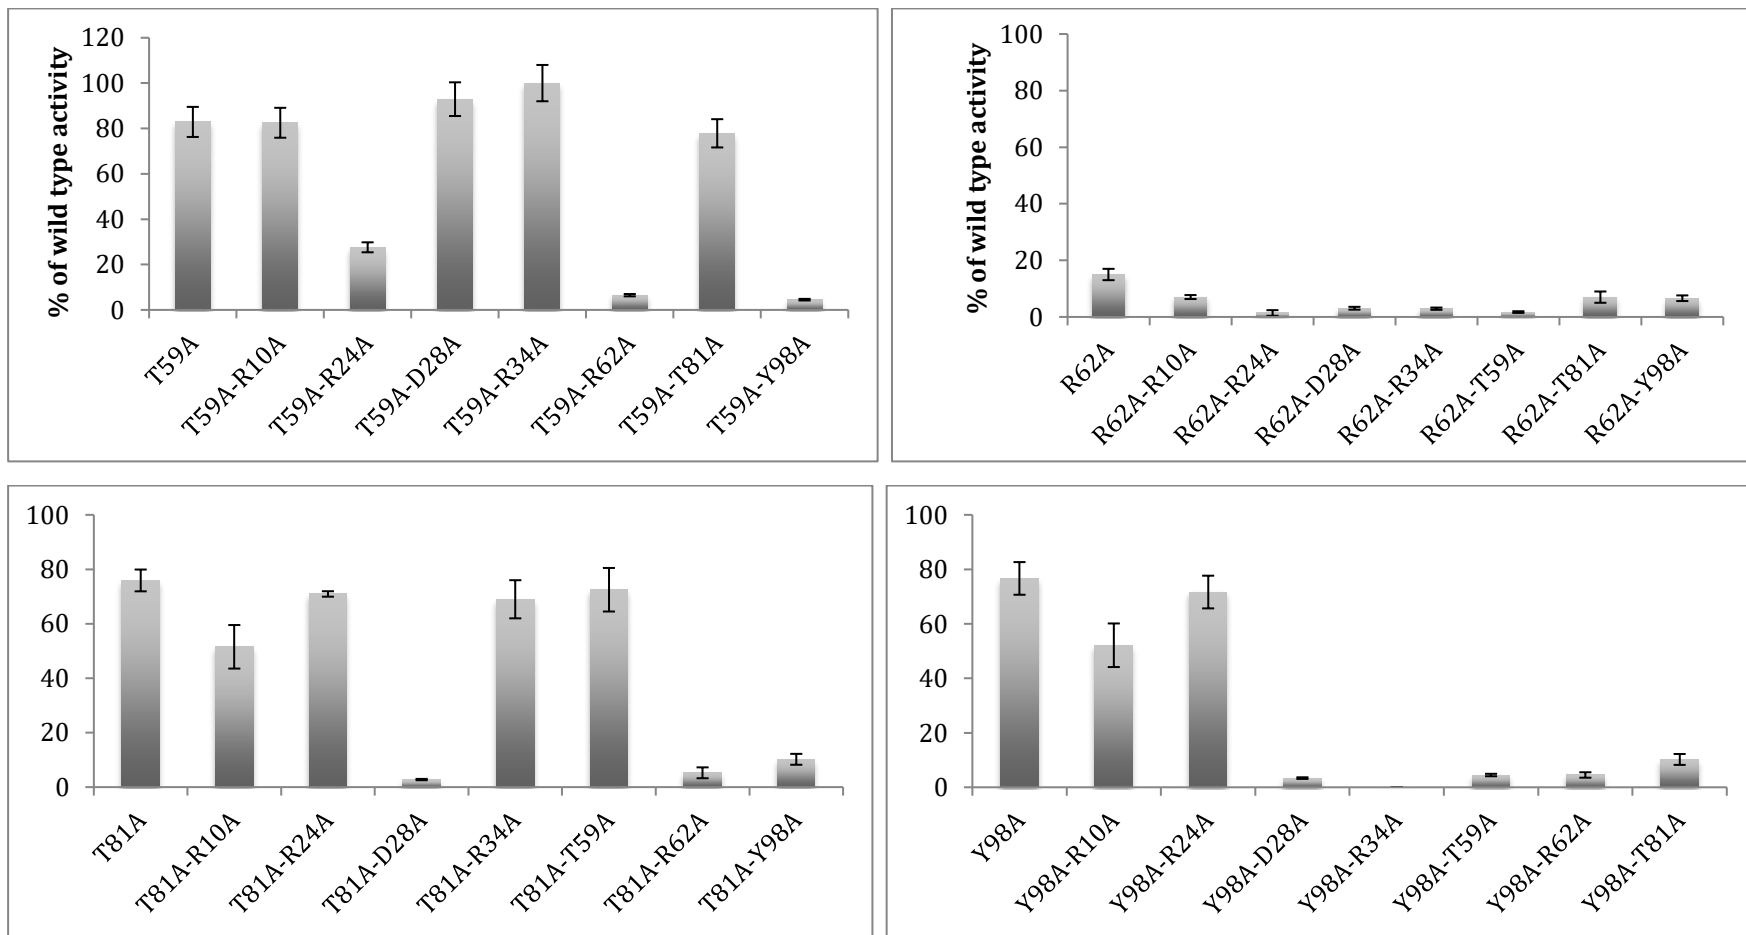 % of wild type activity
120
100
80
60
40
20
0
T59A
T59A-R10A
T59A-R24A
T59A-D28A
T59A-R34A
T59A-R62A
T59A-T81A
T59A-Y98A
% of wild type activity
100
80
60
40
20
0
R62A
R62A-R10A
R62A-R24A
R62A-D28A
R62A-R34A
R62A-T59A
R62A-T81A
R62A-Y98A
100
80
60
40
20
0
T81A
T81A-R10A
T81A-R24A
T81A-D28A
T81A-R34A
T81A-T59A
T81A-R62A
T81A-Y98A
100
80
60
40
20
0
Y98A
Y98A-R10A
Y98A-R24A
Y98A-D28A
Y98A-R34A
Y98A-T59A
Y98A-R62A
Y98A-T81A